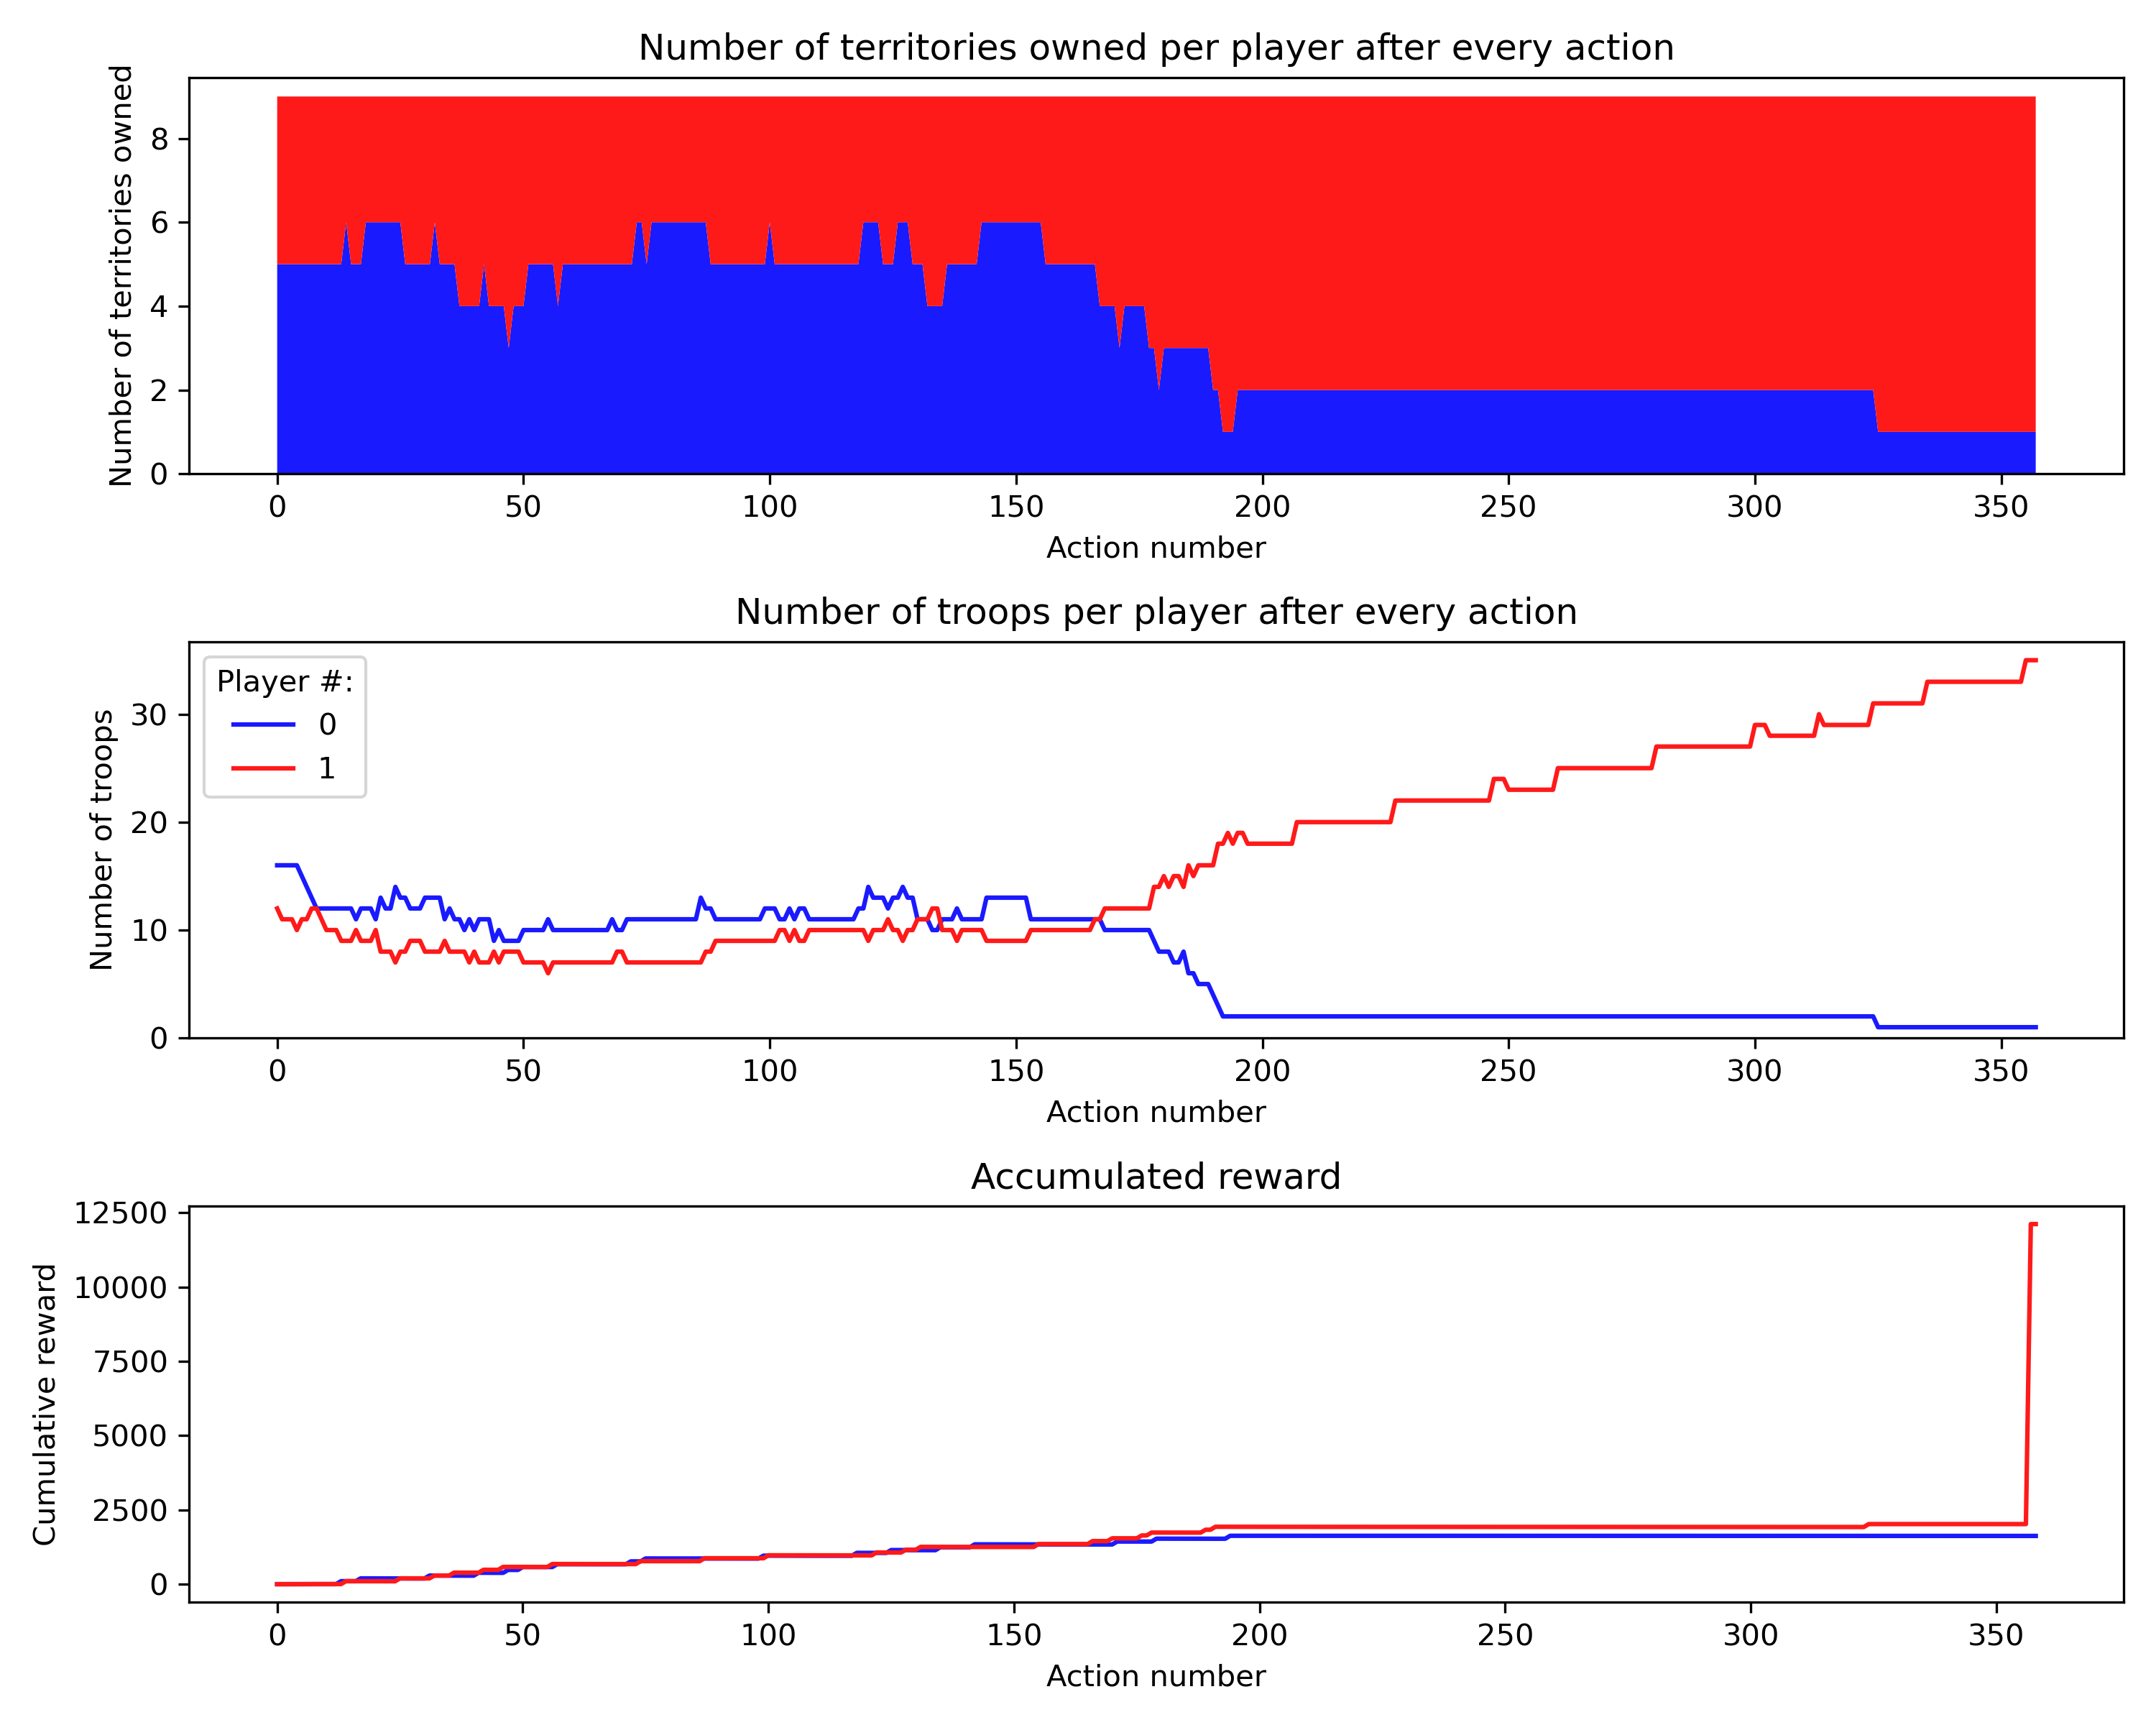 Number of territories owned per player after every action
Number of territories owned
8
6
4
2
0
0 50 100 150 200 250 300 350
Action number
Number of troops per player after every action
Number of troops
Player #:
0
1
30
20
10
0
0 50 100 150 200 250 300 350
Action number
Accumulated reward
Cumulative reward
12500
10000
7500
5000
2500
0
0 50 100 150 200 250 300 350
Action number